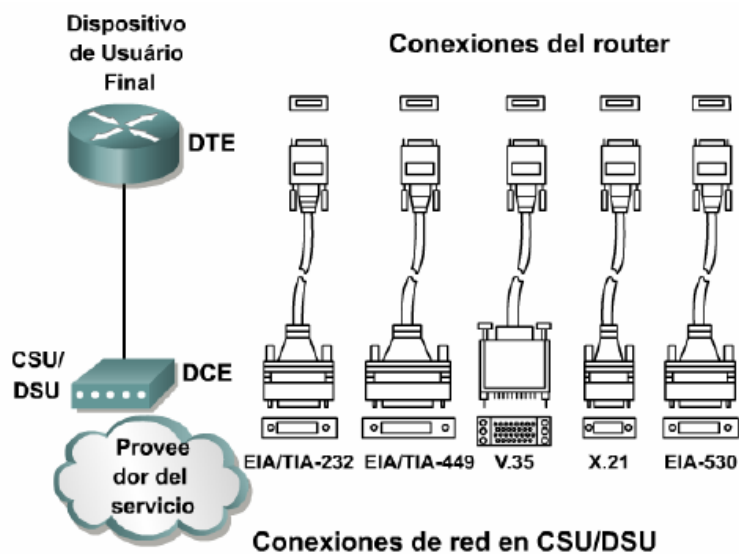 Dispositivo
de Usuário
Final
Conexiones del router
DTE
CSU/
DSU
DCE
Provee
dor del
servicio
EIA/TIA-232
EIA/TIA-449
V.35
X.21
EIA-530
Conexiones de red en CSU/DSU